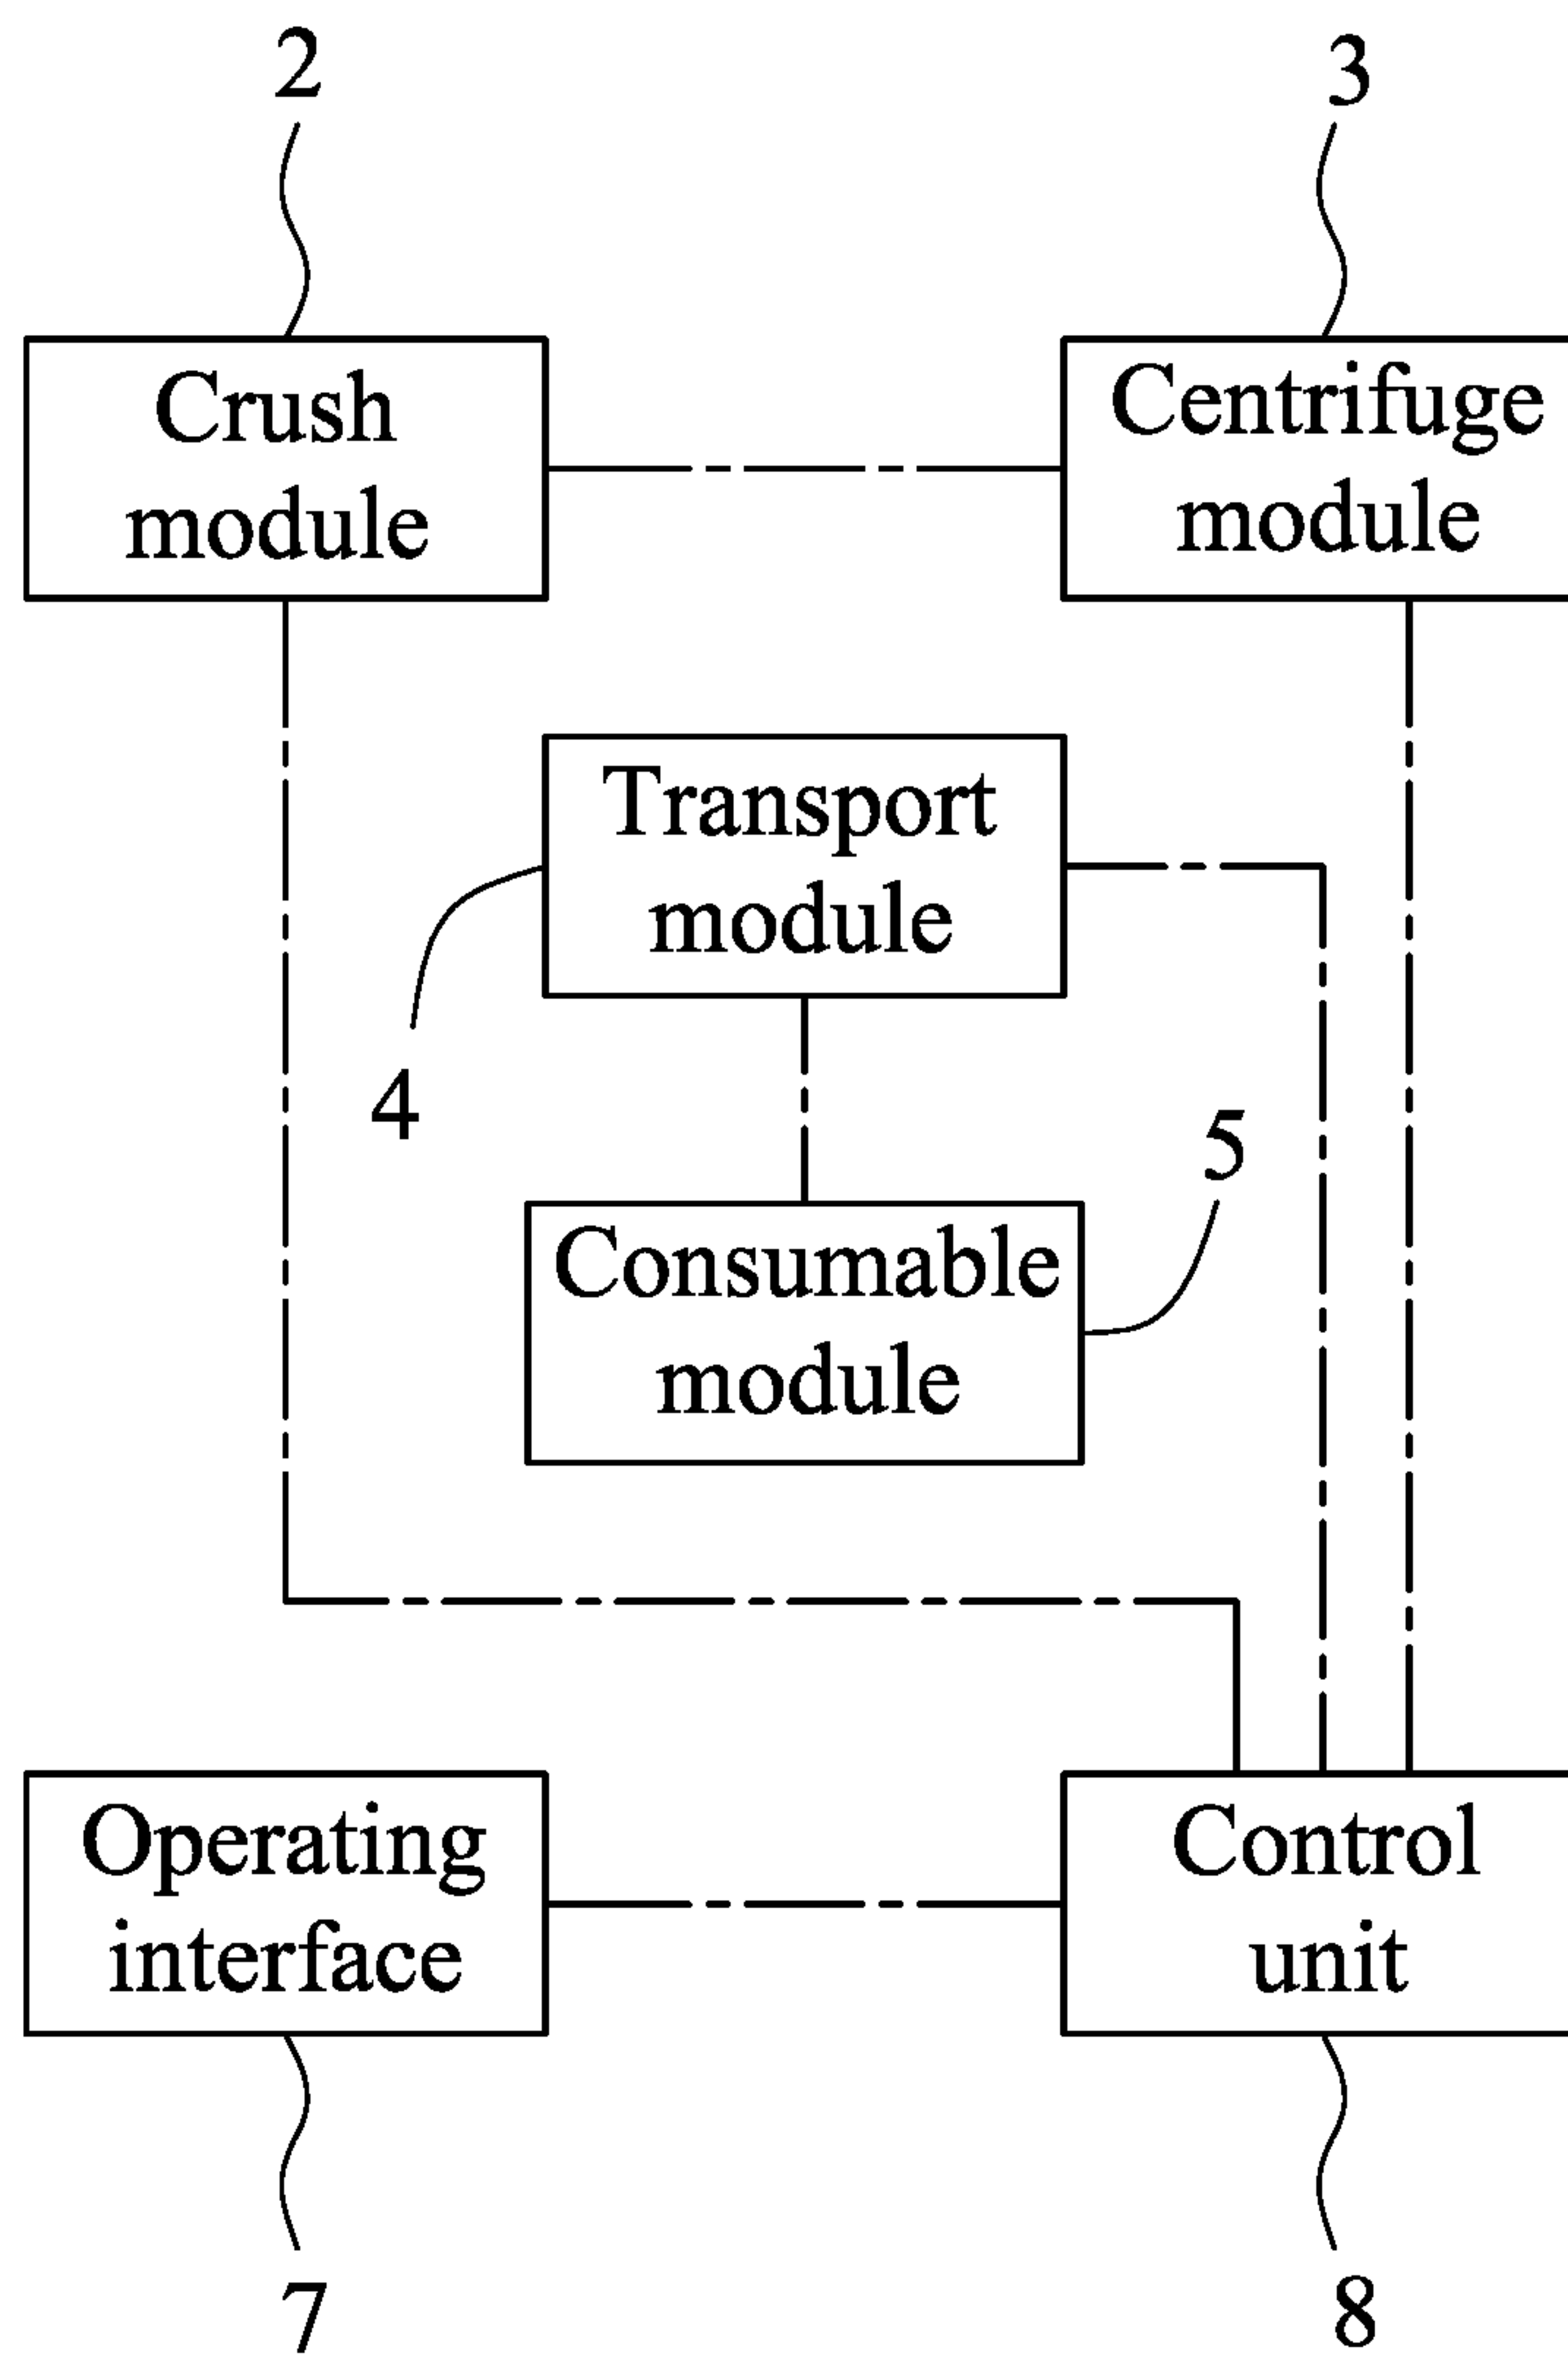 2
3
Crush
module
Centrifuge
module
Transport
module
4
5
Consumable
module
Operating
interface
Control
unit
7
8